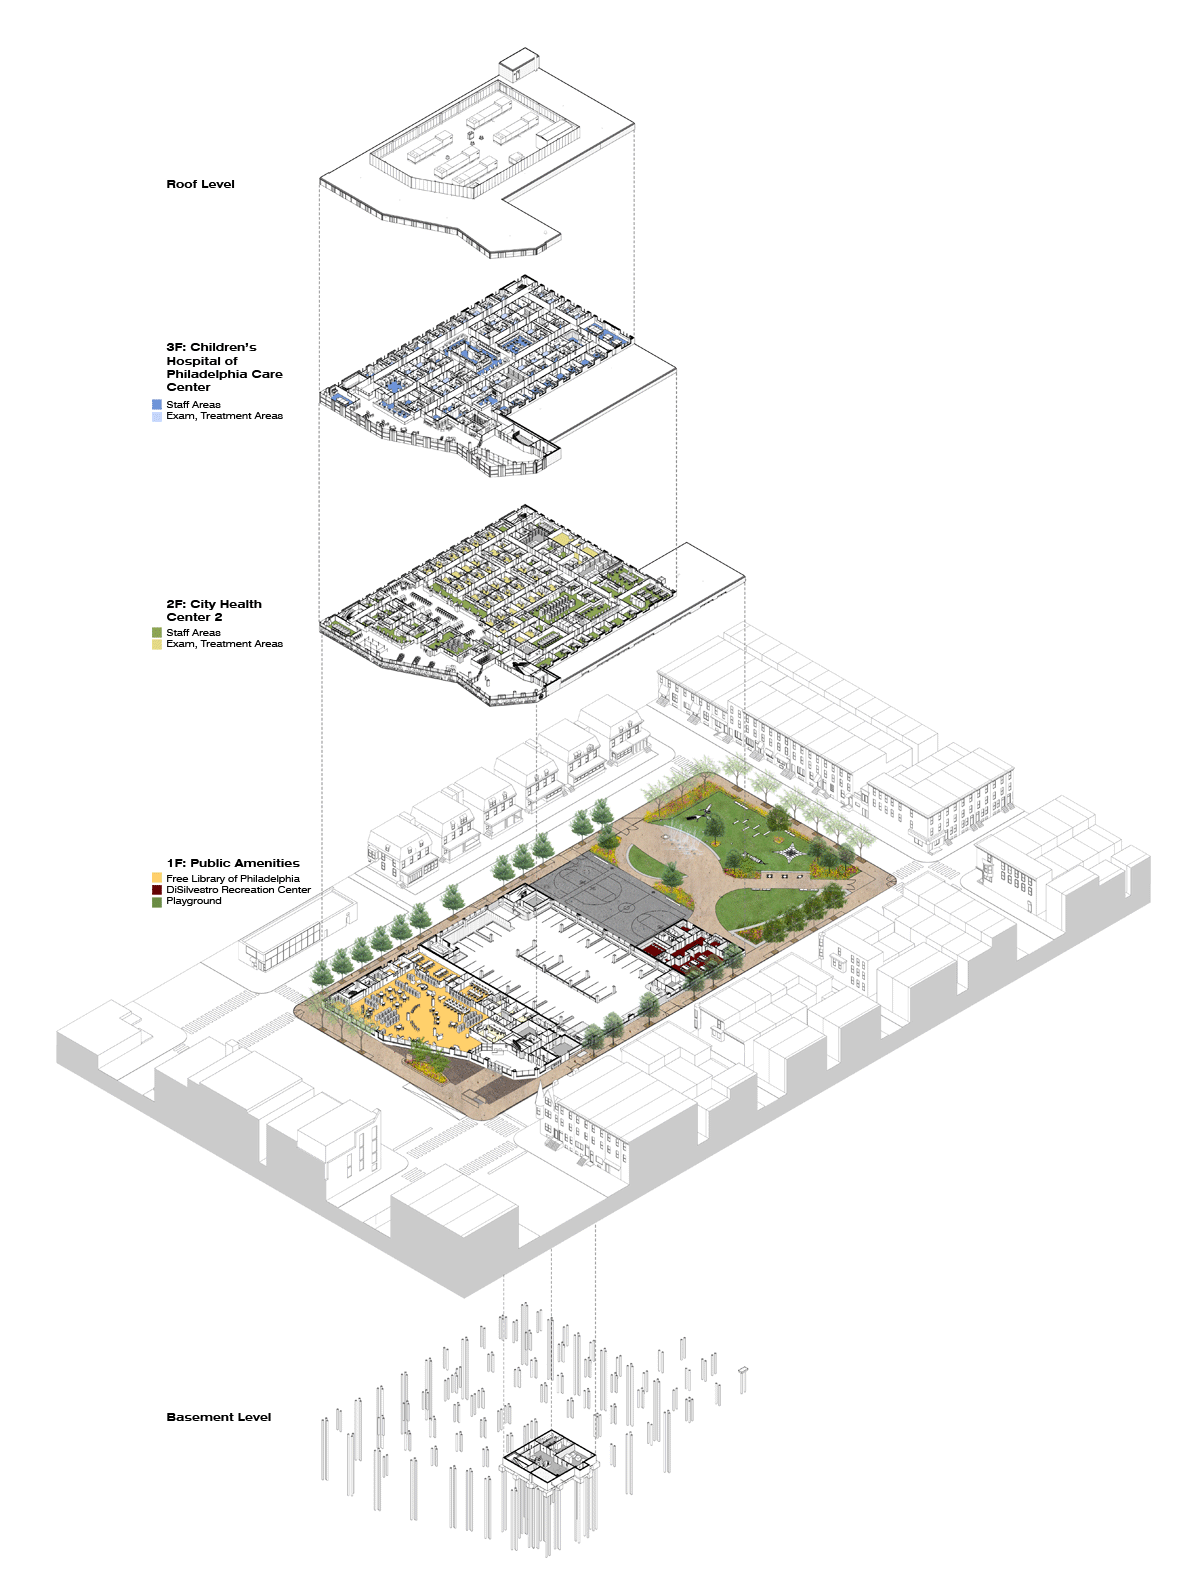 Roof Level
3F: Children's
Hospital of
Philadelphia Care
Center
Staff Areas
Exam, Treatment Areas
2F: City Health
Center 2
Staff Areas
Exam, Treatment Areas
1F: Public Amenities
Free Library of Philadelphia
DiSilvestro Recreation Center
Playground
Basement Level